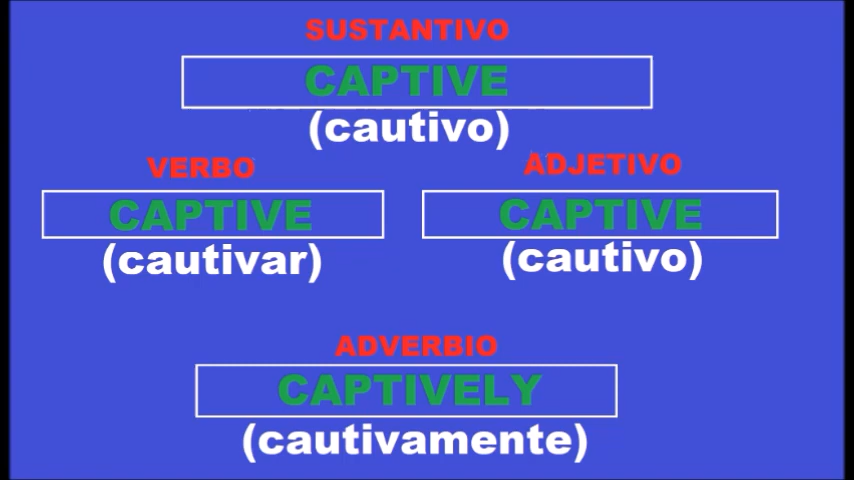 SUSTANTIVO
CAPTIVE
(cautivo)
VERBO
CAPTIVE
(cautivar)
ADJETIVO
CAPTIVE
(cautivo)
ADVERBIO
CAPTIVELY
(cautivamente)